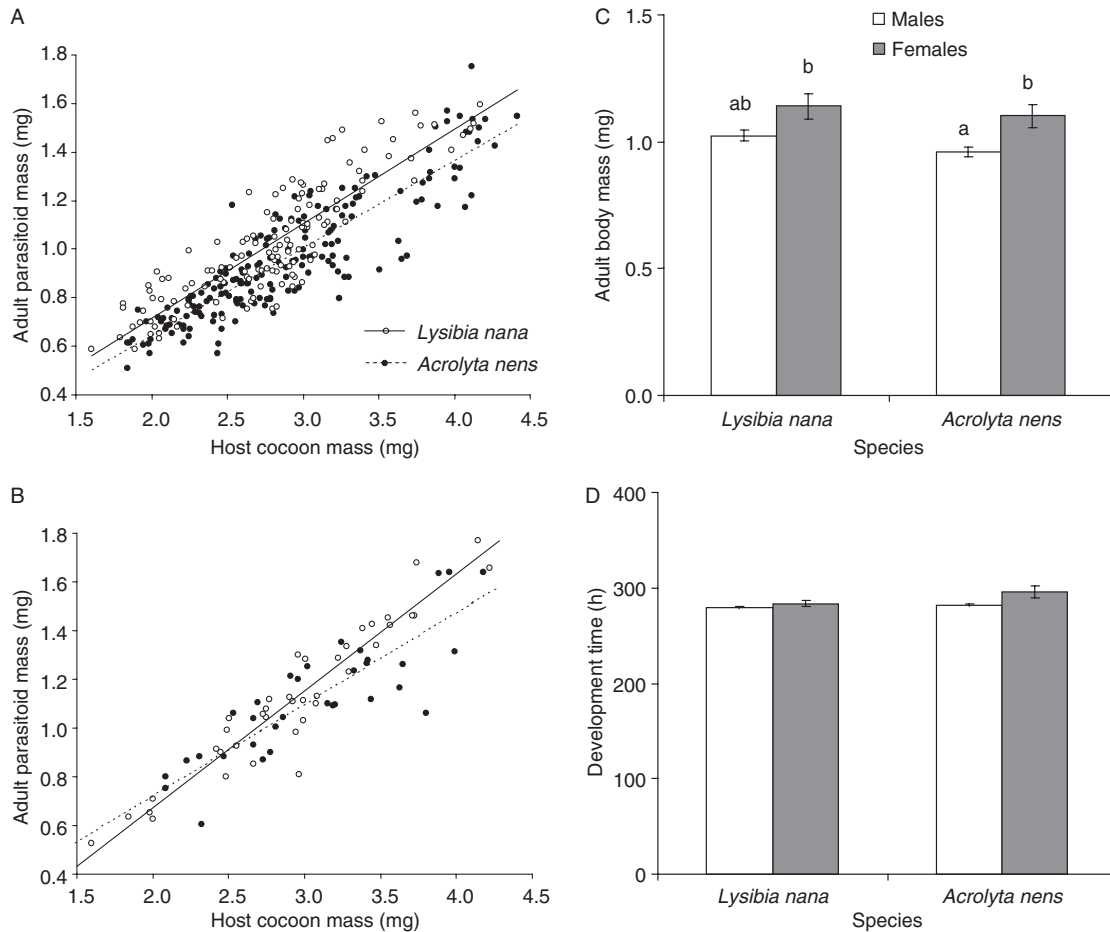 A
Adult parasitoid mass (mg)
1.8
1.6
1.4
1.2
1.0
0.8
0.6
0.4
1.5 2.0 2.5 3.0 3.5 4.0 4.5
Host cocoon mass (mg)
Lysibia nana
Acrolyta nens
B
Adult parasitoid mass (mg)
1.8
1.6
1.4
1.2
1.0
0.8
0.6
0.4
1.5 2.0 2.5 3.0 3.5 4.0 4.5
Host cocoon mass (mg)
C
Adult body mass (mg)
1.5
1.0
0.5
0.0
Males
Females
ab
b
a
b
Lysibia nana Acrolyta nens
Species
D
Development time (h)
400
300
200
100
0
Lysibia nana Acrolyta nens
Species